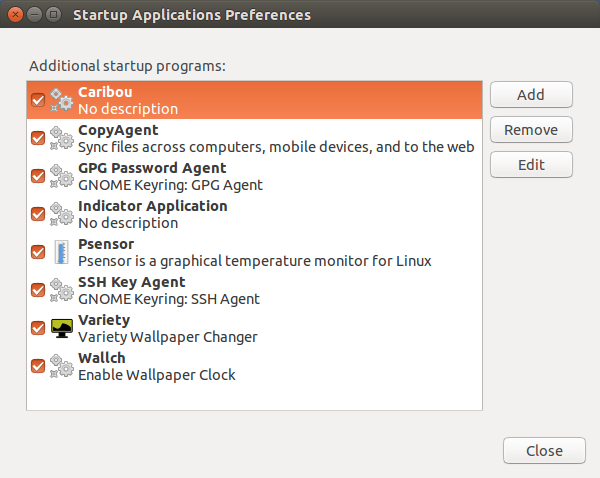 Startup Applications Preferences
Additional startup programs:
Caribou
No description
CopyAgent
Sync files across computers, mobile devices, and to the web
GPG Password Agent
GNOME Keyring: GPG Agent
Indicator Application
No description
Psensor
Psensor is a graphical temperature monitor for Linux
SSH Key Agent
GNOME Keyring: SSH Agent
Variety
Variety Wallpaper Changer
Wallch
Enable Wallpaper Clock
Add
Remove
Edit
Close